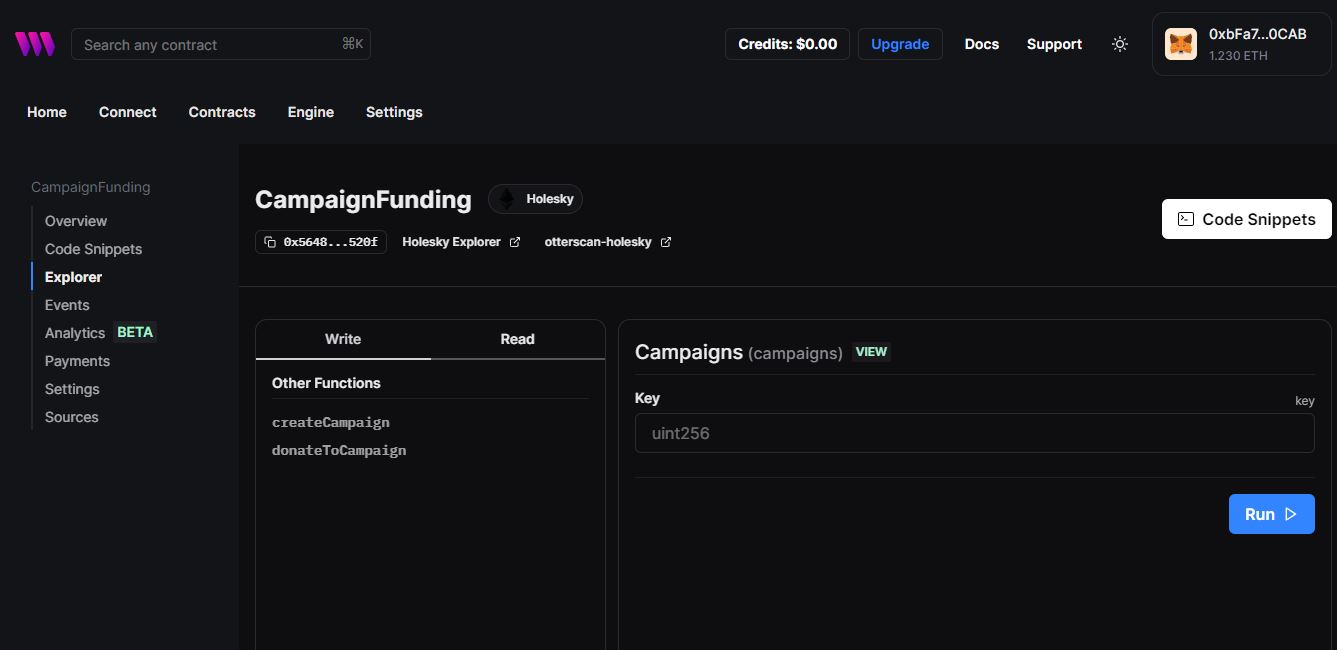 Search any contract ⌘K
Credits: $0.00
Upgrade
Docs
Support
0xbFa7...0CAB
1.230 ETH
Home
Connect
Contracts
Engine
Settings
CampaignFunding
Overview
Code Snippets
Explorer
Events
Analytics BETA
Payments
Settings
Sources
CampaignFunding
Holesky
0x5648...520f
Holesky Explorer
otterscan-holesky
Code Snippets
Write
Read
Other Functions
createCampaign
donateToCampaign
Campaigns (campaigns) VIEW
Key
key
uint256
Run